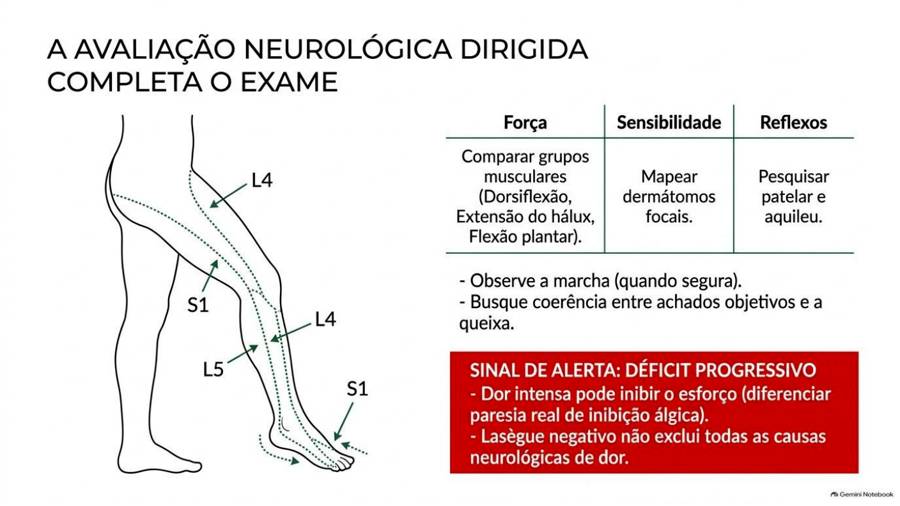 A AVALIAÇÃO NEUROLÓGICA DIRIGIDA
COMPLETA O EXAME
L4
S1
L4
L5
S1
Força
Sensibilidade
Reflexos
Comparar grupos
musculares
(Dorsiflexão,
Extensão do hálux,
Flexão plantar).
Mapear
dermátomos
focais.
Pesquisar
patelar e
aquileu.
- Observe a marcha (quando segura).
- Busque coerência entre achados objetivos e a
queixa.
SINAL DE ALERTA: DÉFICIT PROGRESSIVO
- Dor intensa pode inibir o esforço (diferenciar
paresia real de inibição álgica).
- Lasègue negativo não exclui todas as causas
neurológicas de dor.
Gemini Notebook